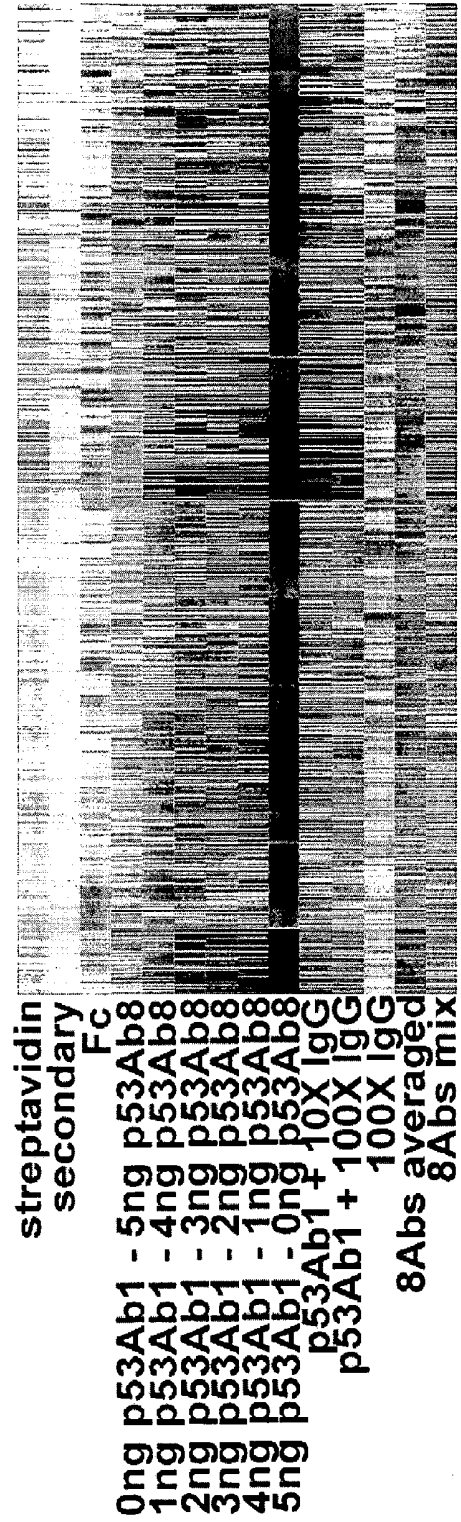 streptavidin
secondary
Fc
0ng p53Ab1 - 5ng p53Ab8
1ng p53Ab1 - 4ng p53Ab8
2ng p53Ab1 - 3ng p53Ab8
3ng p53Ab1 - 2ng p53Ab8
4ng p53Ab1 - 1ng p53Ab8
5ng p53Ab1 - 0ng p53Ab8
p53Ab1 + 10X IgG
p53Ab1 + 100X IgG
100X IgG
8Abs averaged
8Abs mix